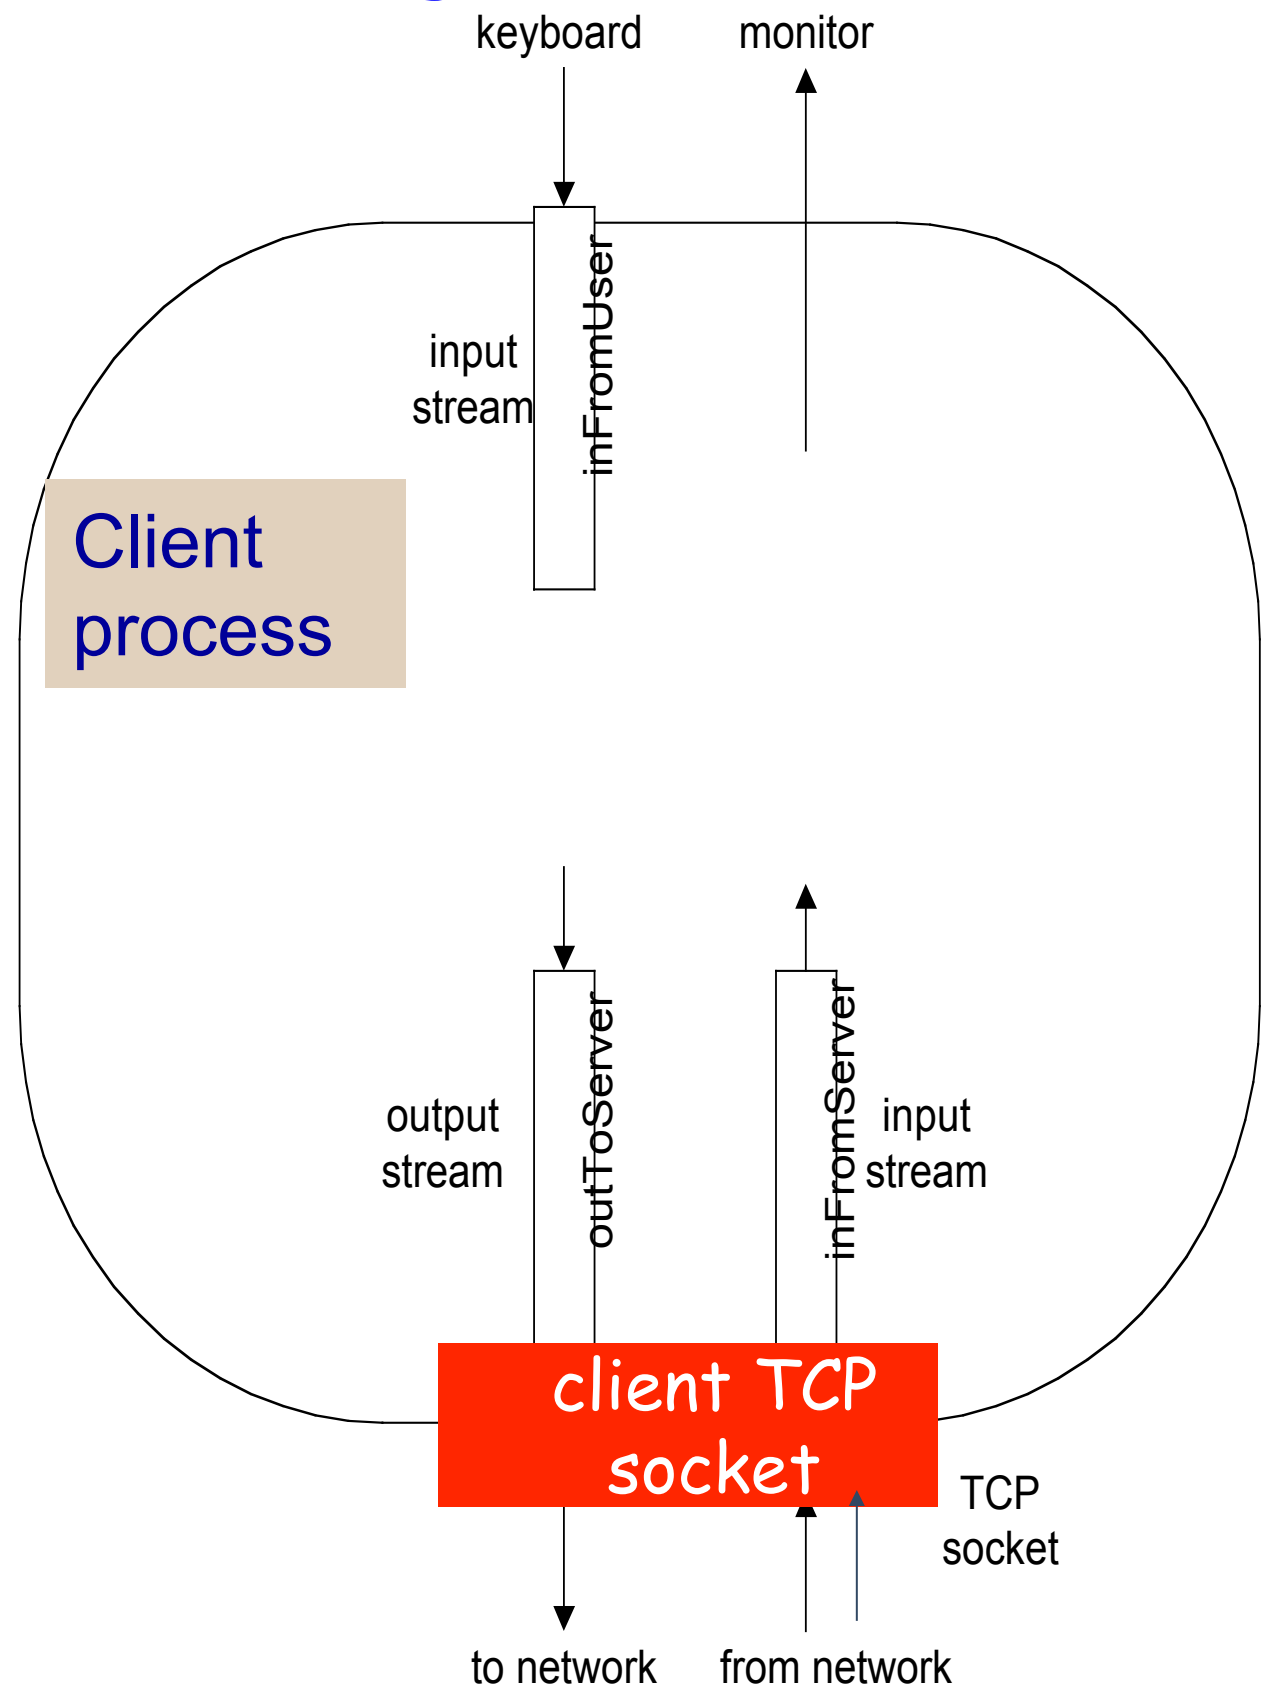 keyboard
monitor
inFromUser
input
stream
Client
process
output
stream
outToServer
inFromServer
input
stream
client TCP
socket
TCP
socket
to network
from network